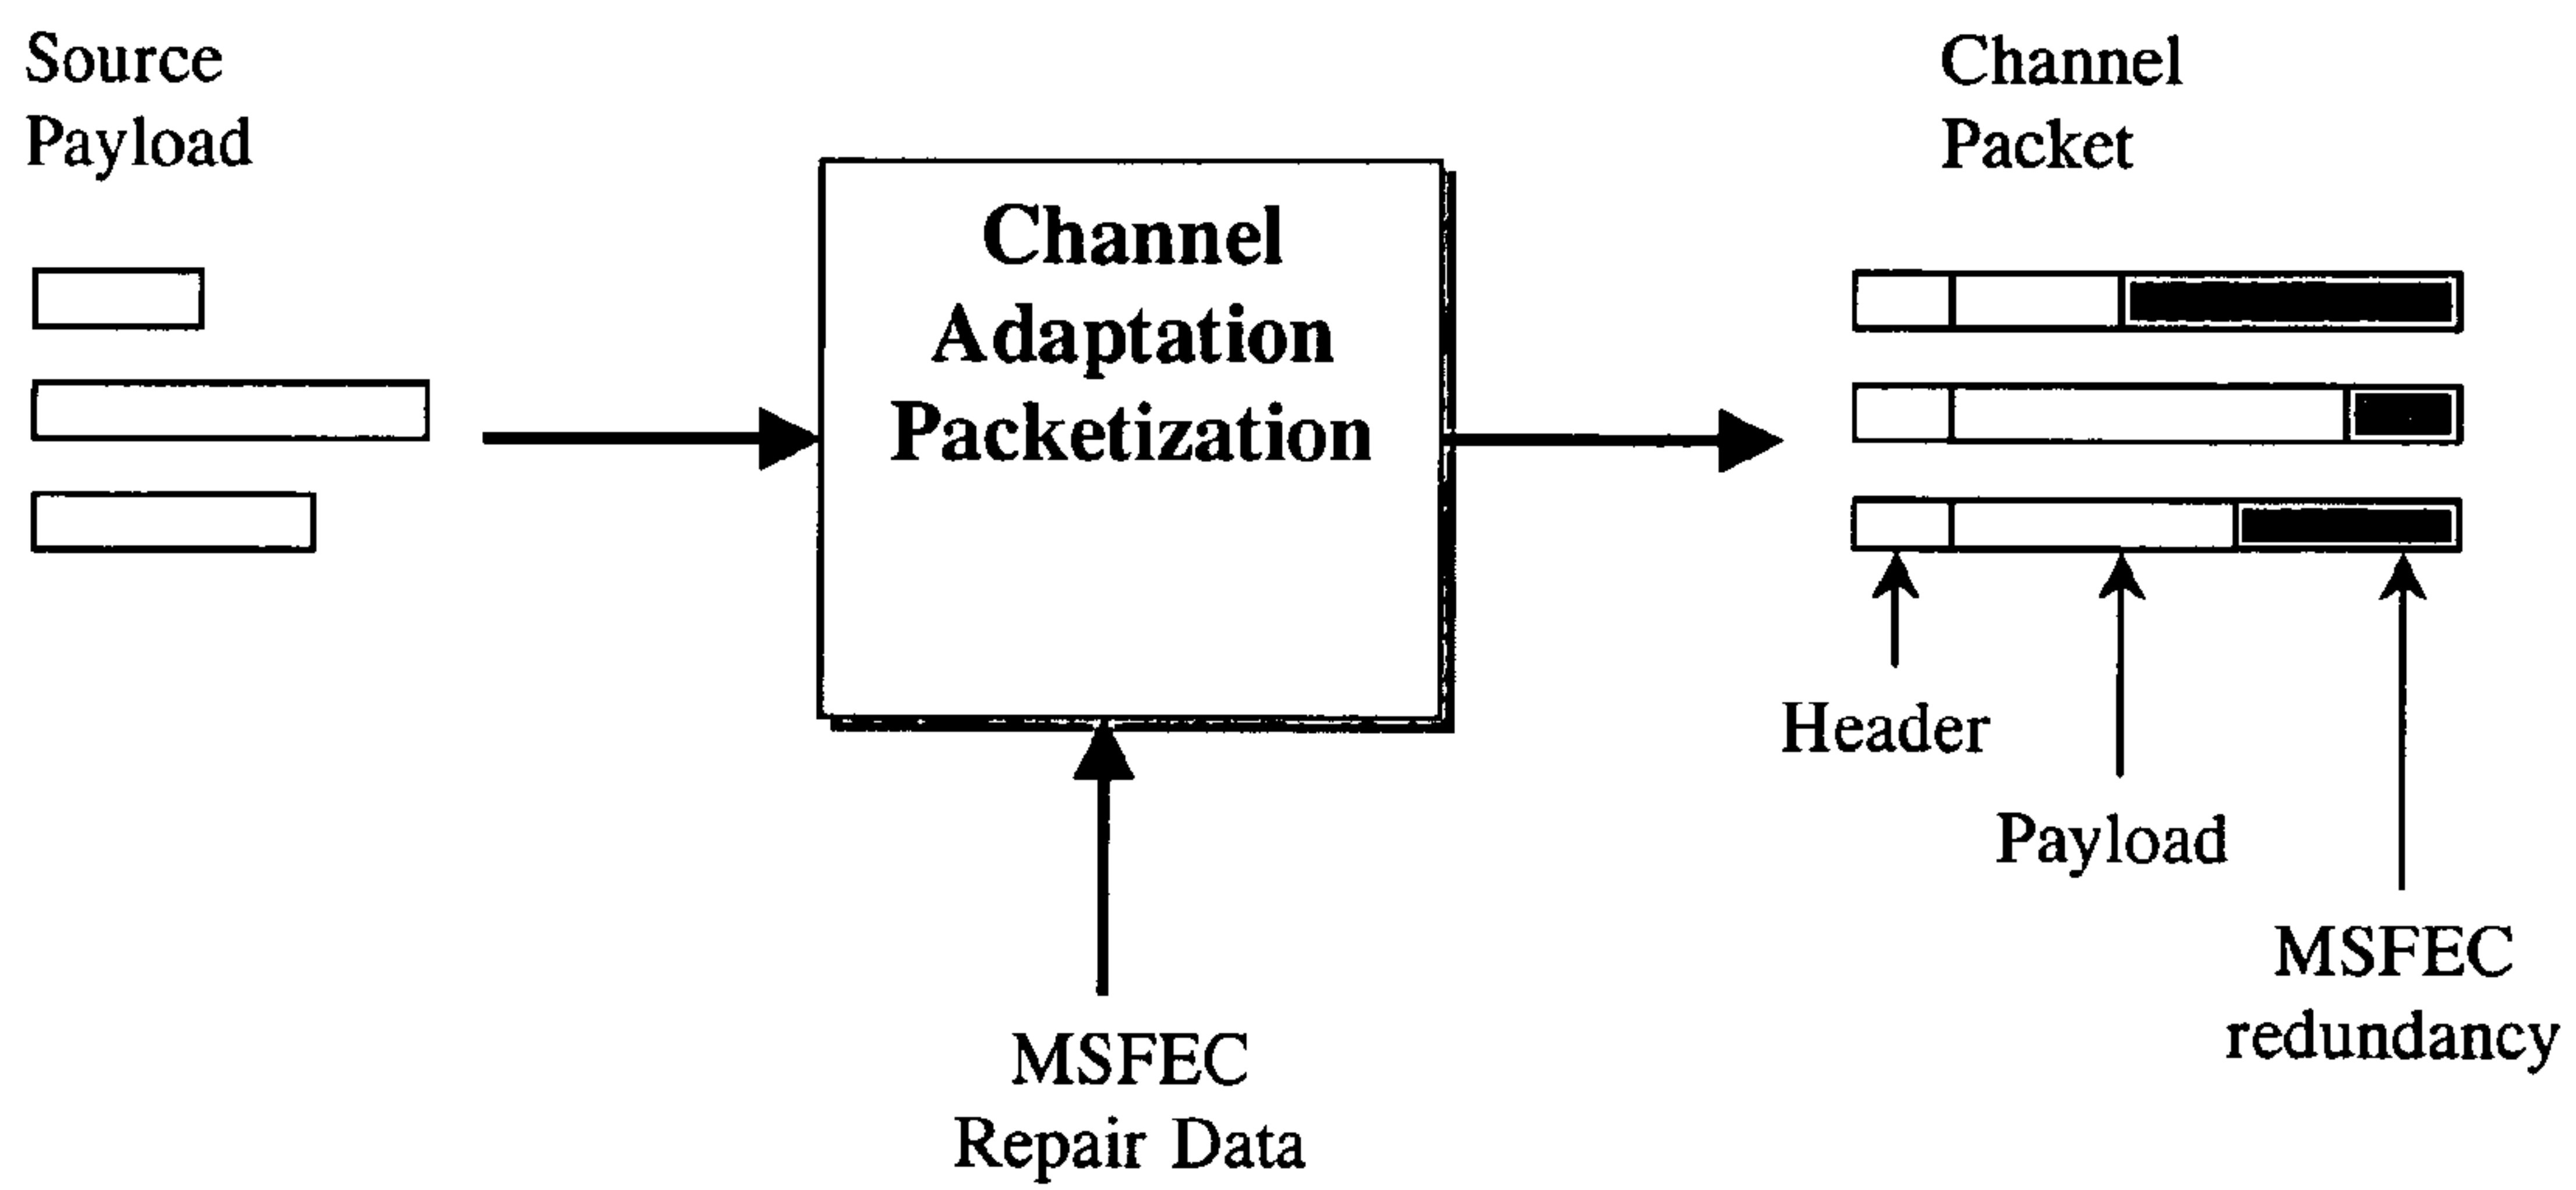 Source
Payload
Channel
Packet
Channel
Adaptation
Packetization
Header
Payload
MSFEC
redundancy
MSFEC
Repair Data